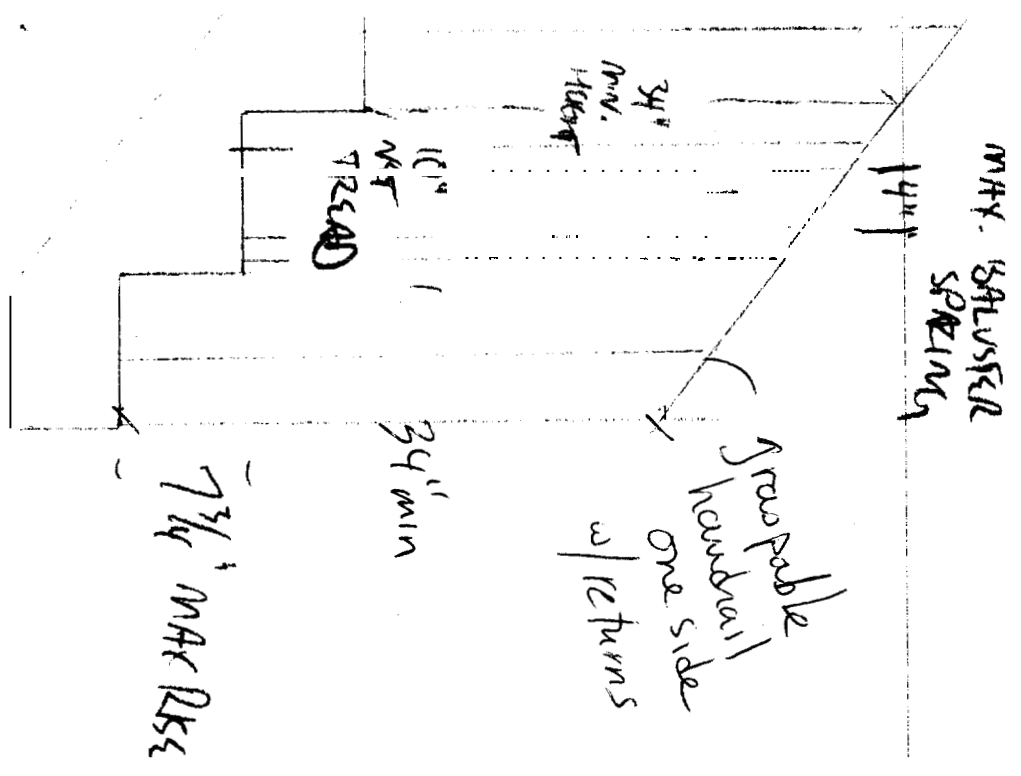 MAX. BALUSTER
SPACING
4"
34"
MIN.
HEIGHT
graspable
handrail
one side
w/ returns
10"
NET
TREAD
34" min
7 3/4" MAX RISE